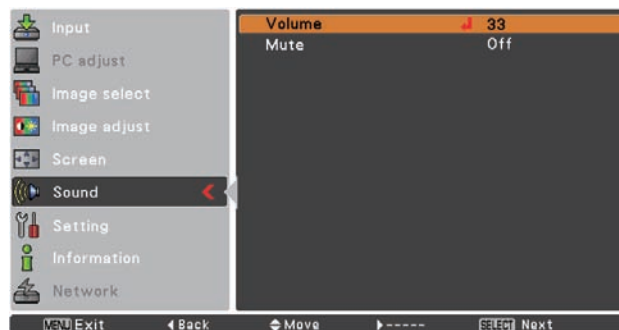 Input
PC adjust
Image select
Image adjust
Screen
Sound
Setting
Information
Network
Volume 33
Mute Off
MENU Exit ◀Back Move ▶----- SELECT Next